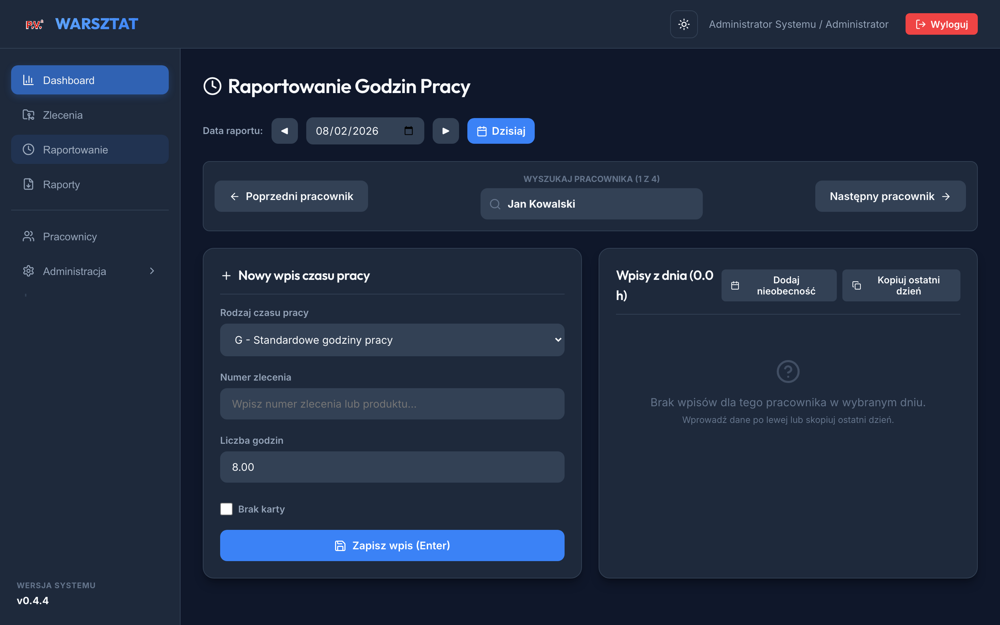 P.V.® WARSZTAT
Administrator Systemu / Administrator
Wyloguj
Dashboard
Zlecenia
Raportowanie
Raporty
Pracownicy
Administracja
WERSJA SYSTEMU
v0.4.4
Raportowanie Godzin Pracy
Data raportu:
08/02/2026
Dzisiaj
Poprzedni pracownik
WYSZUKAJ PRACOWNIKA (1 Z 4)
Jan Kowalski
Następny pracownik
Nowy wpis czasu pracy
Rodzaj czasu pracy
G - Standardowe godziny pracy
Numer zlecenia
Wpisz numer zlecenia lub produktu...
Liczba godzin
8.00
Brak karty
Zapisz wpis (Enter)
Wpisy z dnia (0.0
h)
Dodaj
nieobecność
Kopiuj ostatni
dzień
Brak wpisów dla tego pracownika w wybranym dniu.
Wprowadź dane po lewej lub skopiuj ostatni dzień.